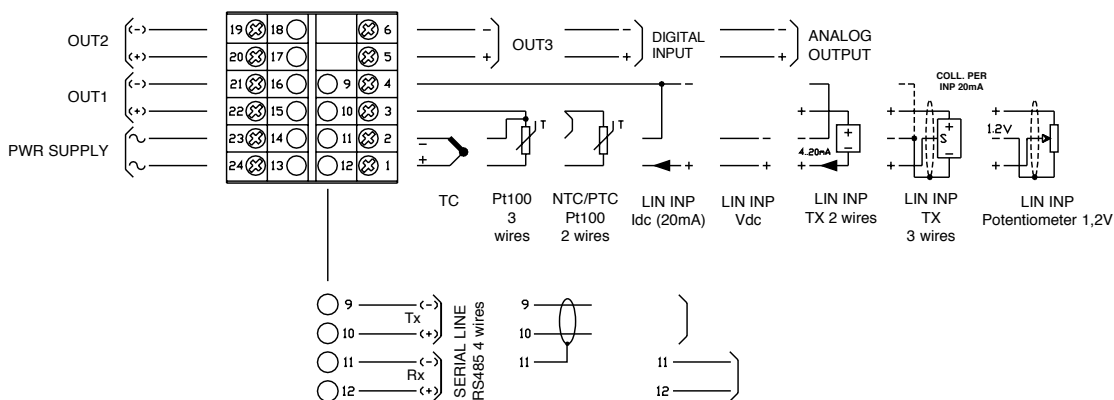 OUT2
(-)
(+)
OUT1
(-)
(+)
PWR SUPPLY
19 18 6
20 17 5
21 16 9 4
22 15 10 3
23 14 11 2
24 13 12 1
-
+
OUT3
-
+
DIGITAL
INPUT
-
+
ANALOG
OUTPUT
-
+
TC
T
Pt100
3
wires
T
NTC/PTC
Pt100
2 wires
-
+
LIN INP
Idc (20mA)
-
+
LIN INP
Vdc
+
+
-
4..20mA
+
LIN INP
TX 2 wires
COLL. PER
INP 20mA
-
+
-
+
+
S
-
LIN INP
TX
3 wires
+
1.2V
-
+
LIN INP
Potentiometer 1,2V
9 (-)
Tx
10 (+)
11 (-)
Rx
12 (+)
SERIAL LINE
RS485 4 wires
9
10
11
11
12